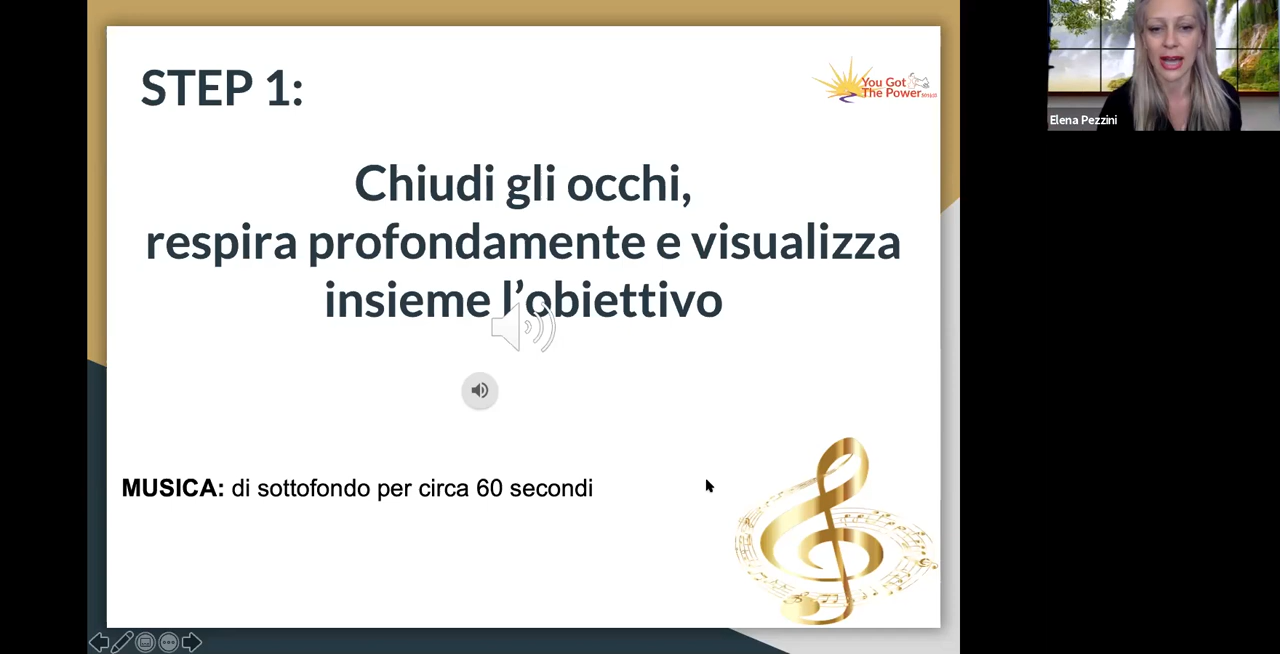 STEP 1:
You Got
The Power
Chiudi gli occhi,
respira profondamente e visualizza
insieme l’obiettivo
MUSICA: di sottofondo per circa 60 secondi
Elena Pezzini